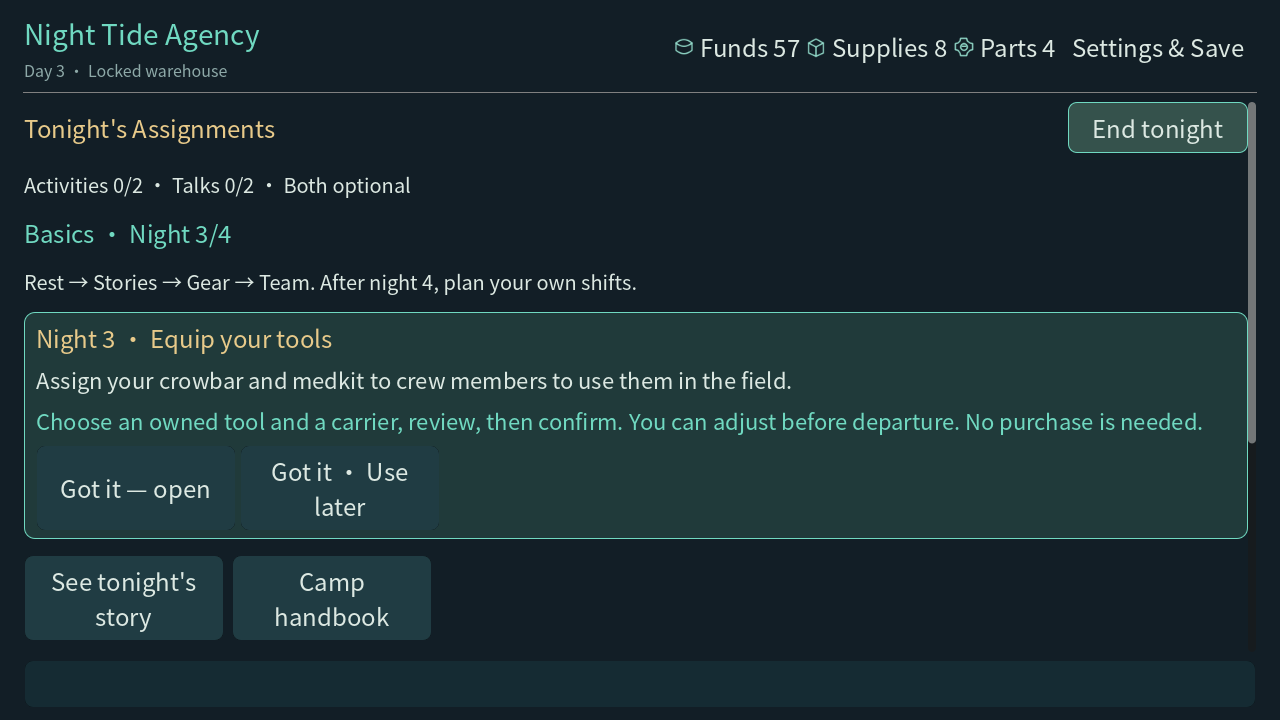 Night Tide Agency
Day 3 • Locked warehouse
Funds 57 Supplies 8 Parts 4 Settings & Save
Tonight's Assignments
End tonight
Activities 0/2 • Talks 0/2 • Both optional
Basics • Night 3/4
Rest → Stories → Gear → Team. After night 4, plan your own shifts.
Night 3 • Equip your tools
Assign your crowbar and medkit to crew members to use them in the field.
Choose an owned tool and a carrier, review, then confirm. You can adjust before departure. No purchase is needed.
Got it — open
Got it • Use
later
See tonight's
story
Camp
handbook